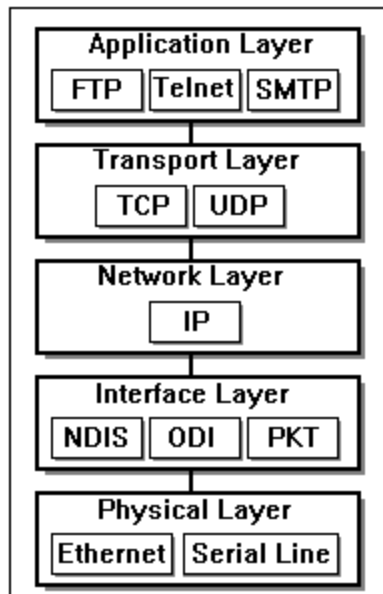 Application Layer
FTP Telnet SMTP
Transport Layer
TCP UDP
Network Layer
IP
Interface Layer
NDIS ODI PKT
Physical Layer
Ethernet Serial Line